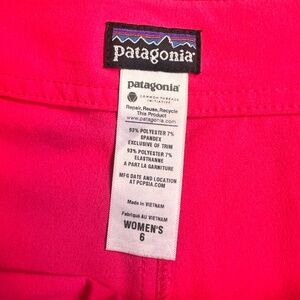 patagonia
patagonia
COMMON THREADS
INITIATIVE
Repair, Reuse, Recycle
This Product
www.patagonia.com
93% POLYESTER 7%
SPANDEX
EXCLUSIVE OF TRIM
93% POLYESTER 7%
ELASTHANNE
A PART LA GARNITURE
MFG DATE AND LOCATION
AT PCPSIA.COM
Made in VIETNAM
Fabriqué AU VIETNAM
WOMEN'S
6